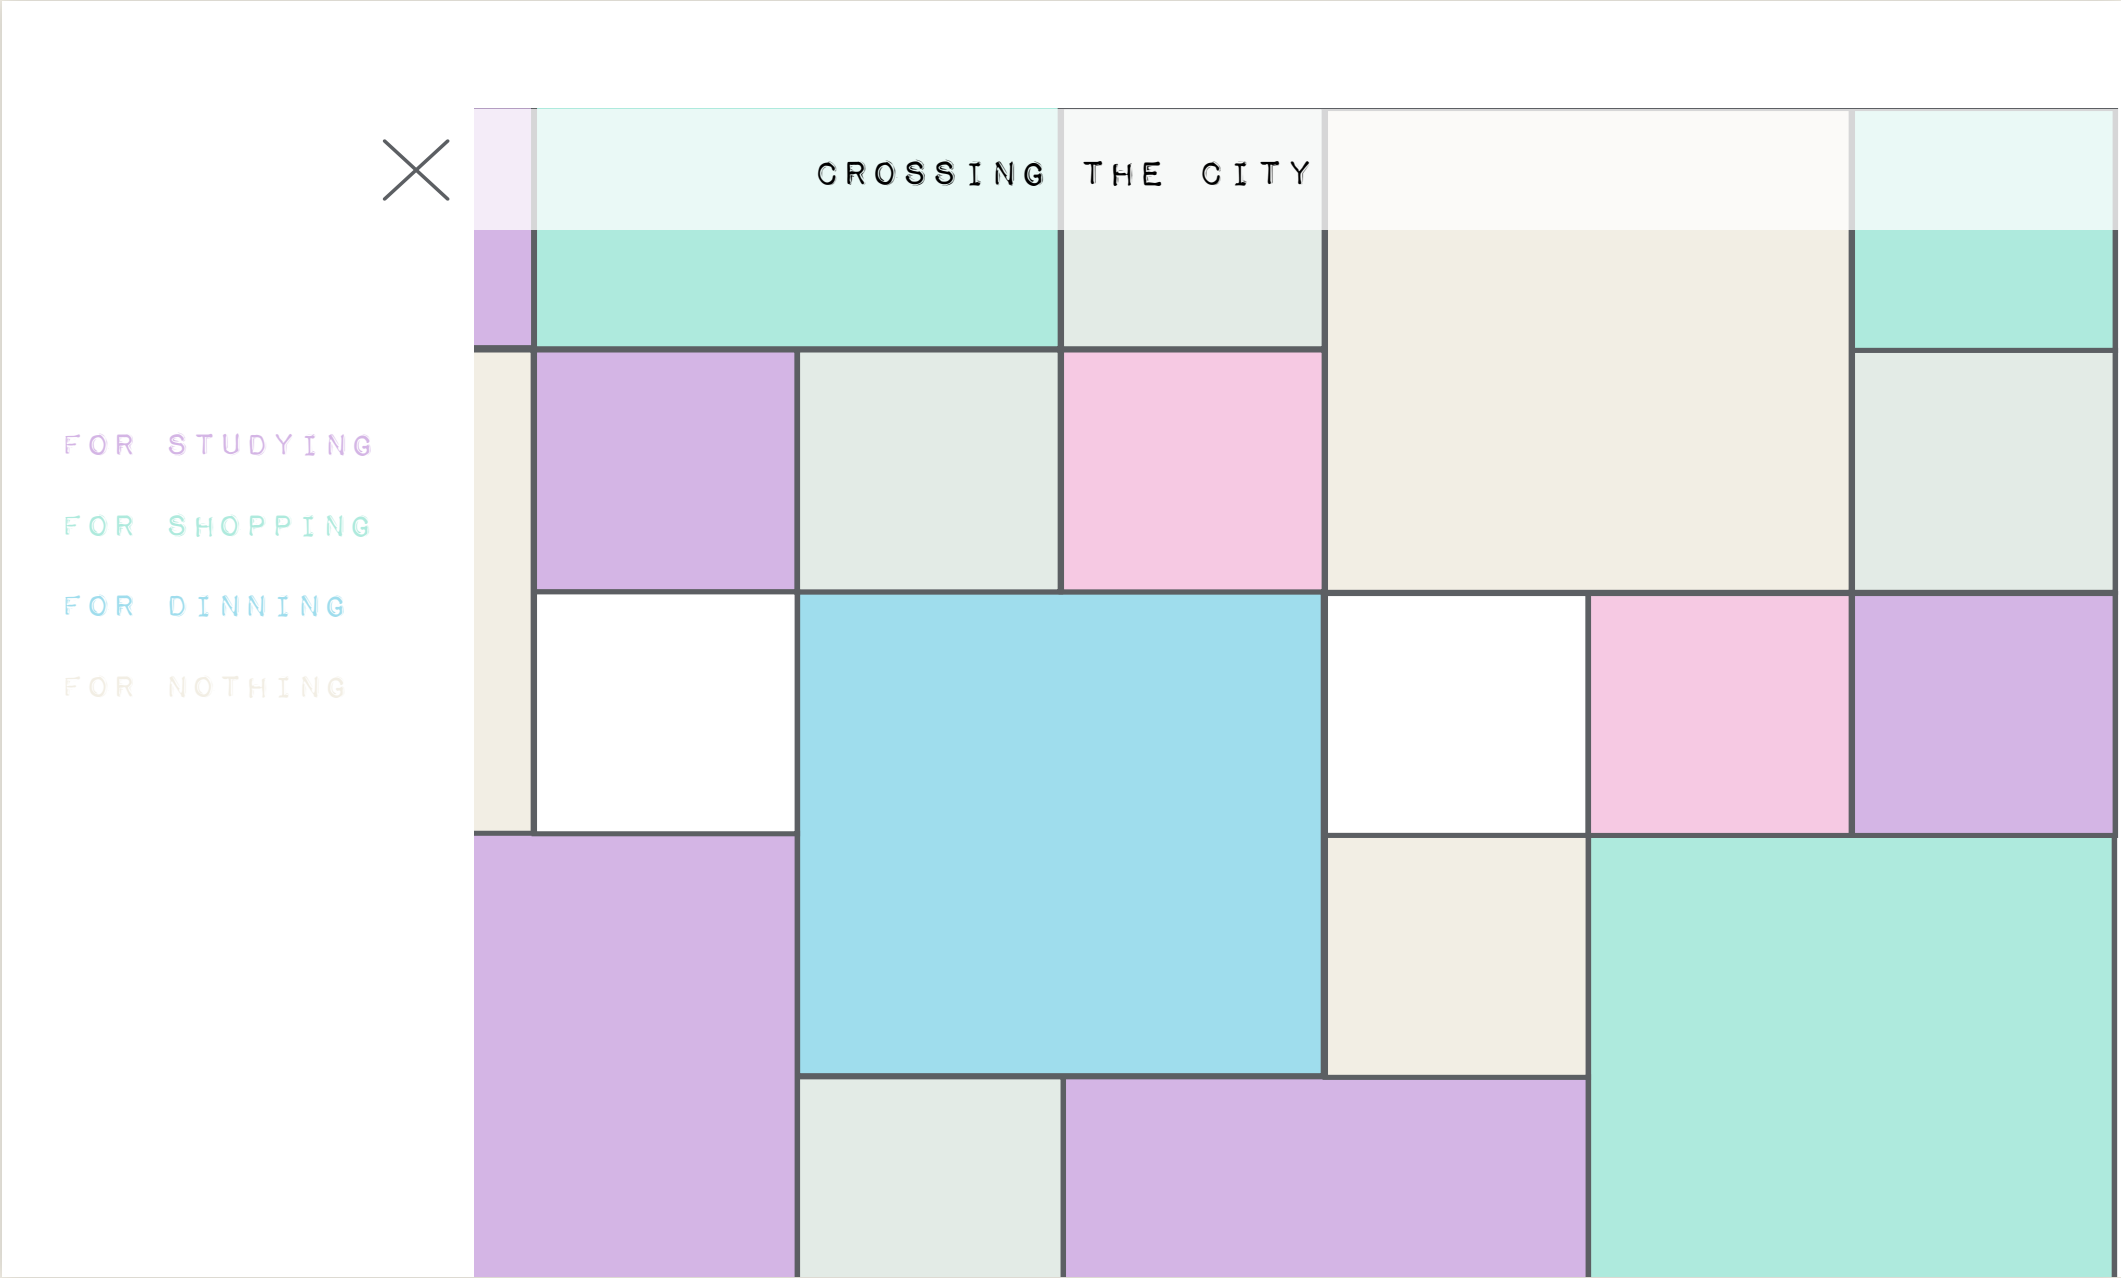 CROSSING THE CITY
FOR STUDYING
FOR SHOPPING
FOR DINNING
FOR NOTHING